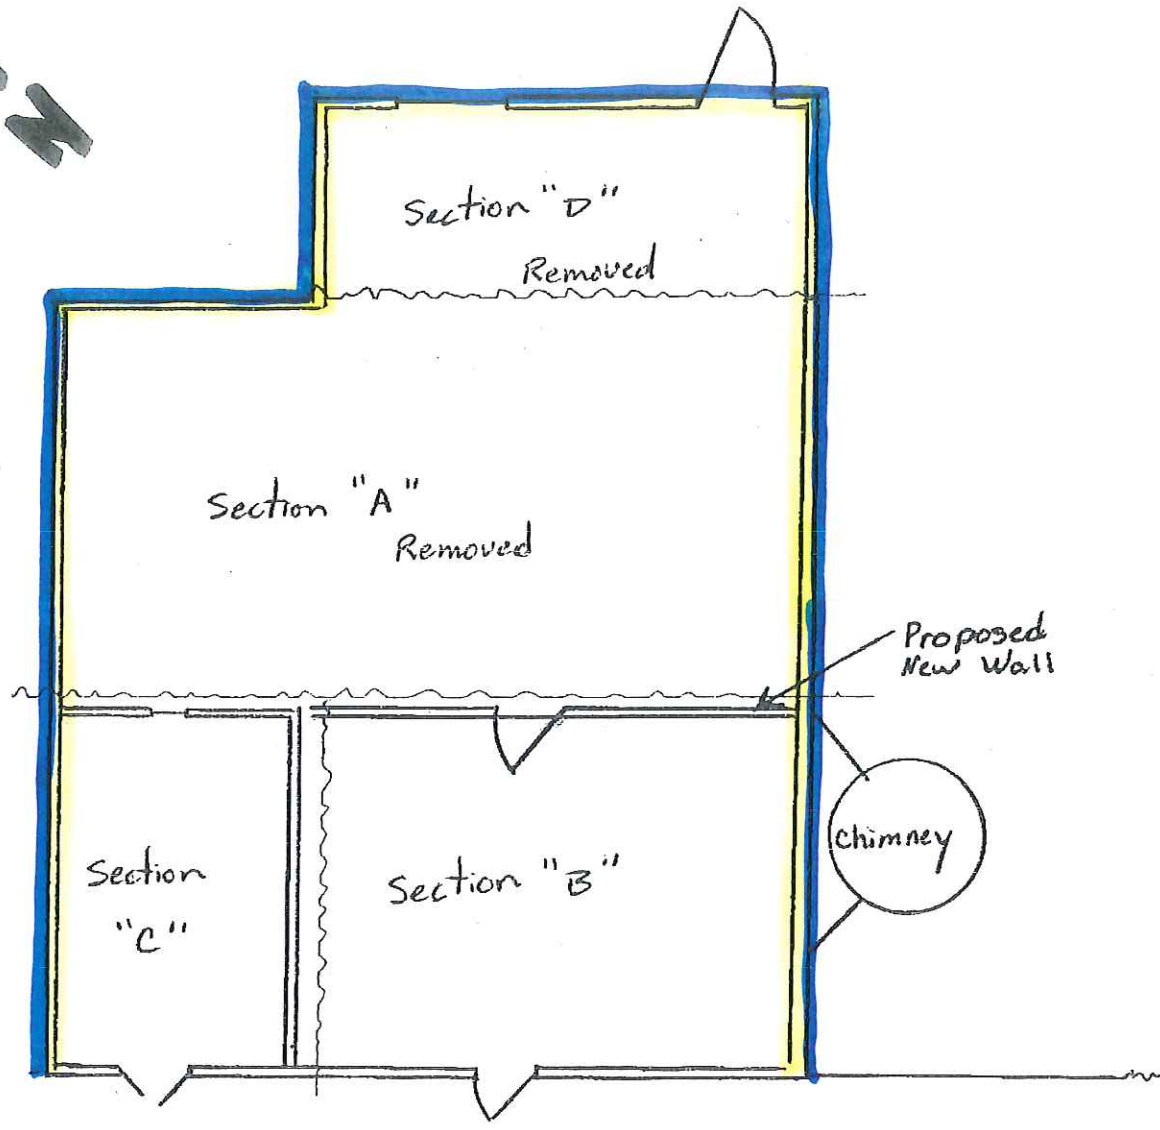 N
Section "D"
Removed
Section "A"
Removed
Proposed
New Wall
Chimney
Section
"C"
Section "B"